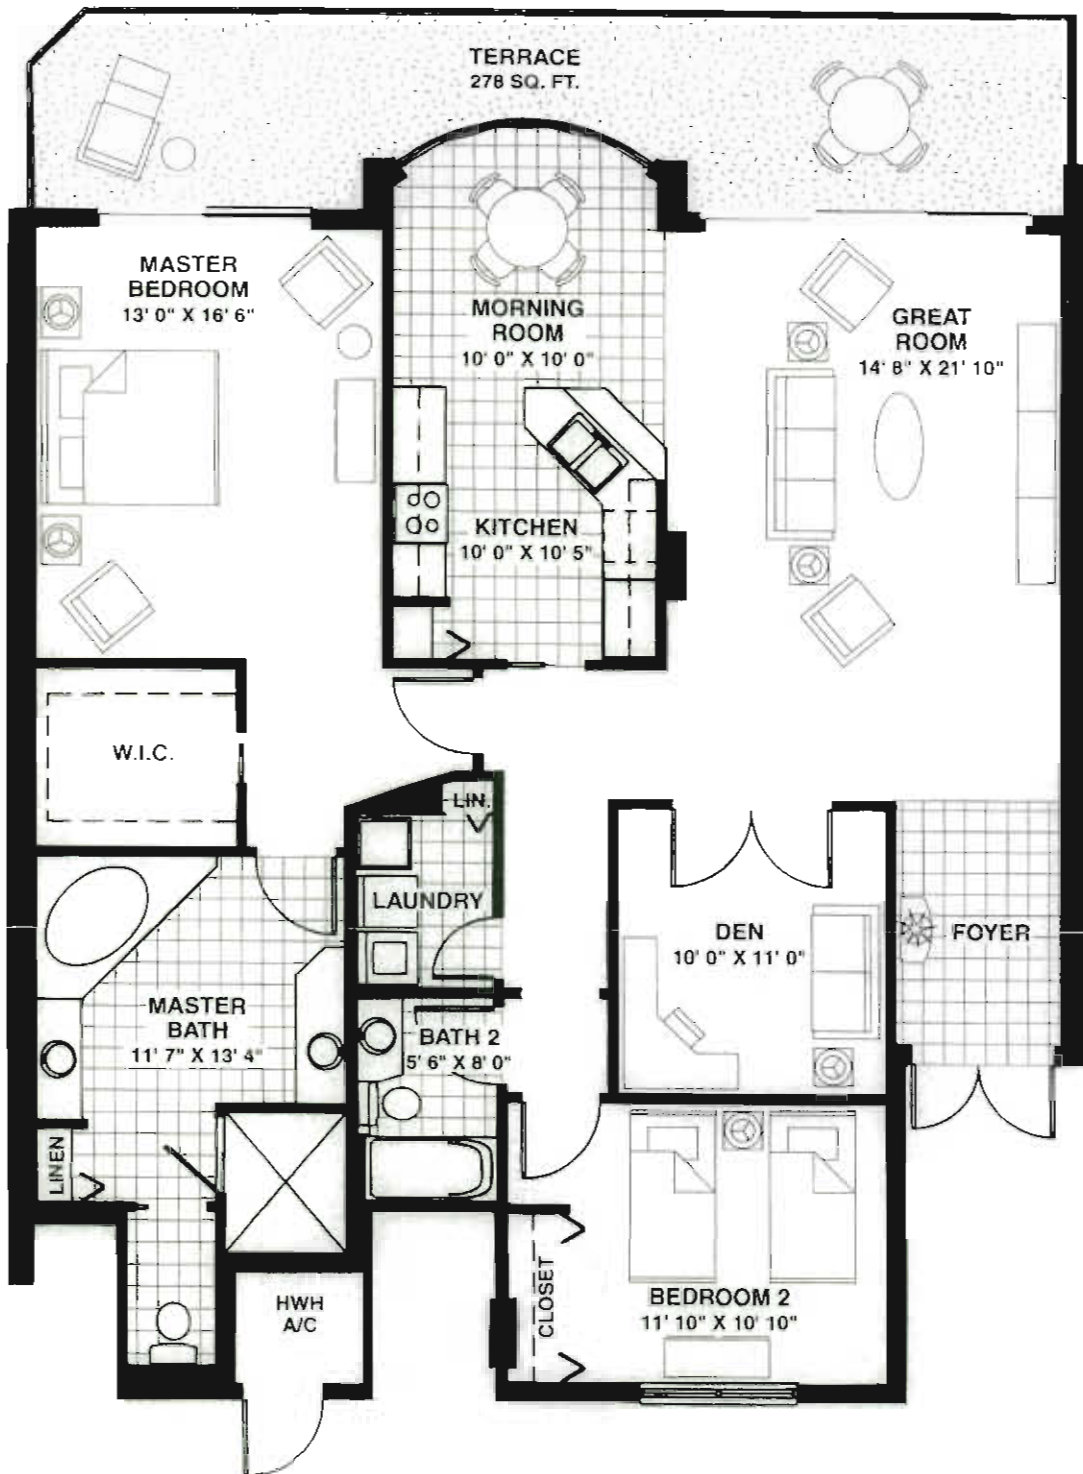 TERRACE
278 SQ. FT.
MASTER
BEDROOM
13' 0" X 16' 6"
MORNING
ROOM
10' 0" X 10' 0"
GREAT
ROOM
14' 8" X 21' 10"
KITCHEN
10' 0" X 10' 5"
W.I.C.
LIN.
LAUNDRY
DEN
10' 0" X 11' 0"
FOYER
MASTER
BATH
11' 7" X 13' 4"
BATH 2
5' 6" X 8' 0"
LINEN
HWH
A/C
CLOSET
BEDROOM 2
11' 10" X 10' 10"